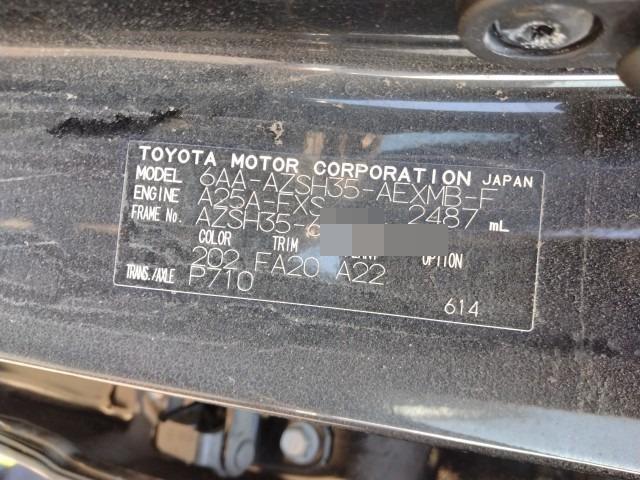 TOYOTA MOTOR CORPORATION JAPAN
MODEL 6AA-AZSH35-AEXMB-F
ENGINE A25A-FXS 2487 mL
FRAME No. AZSH35-
COLOR TRIM OPTION
202 FA20 A22
TRANS./AXLE P710
614